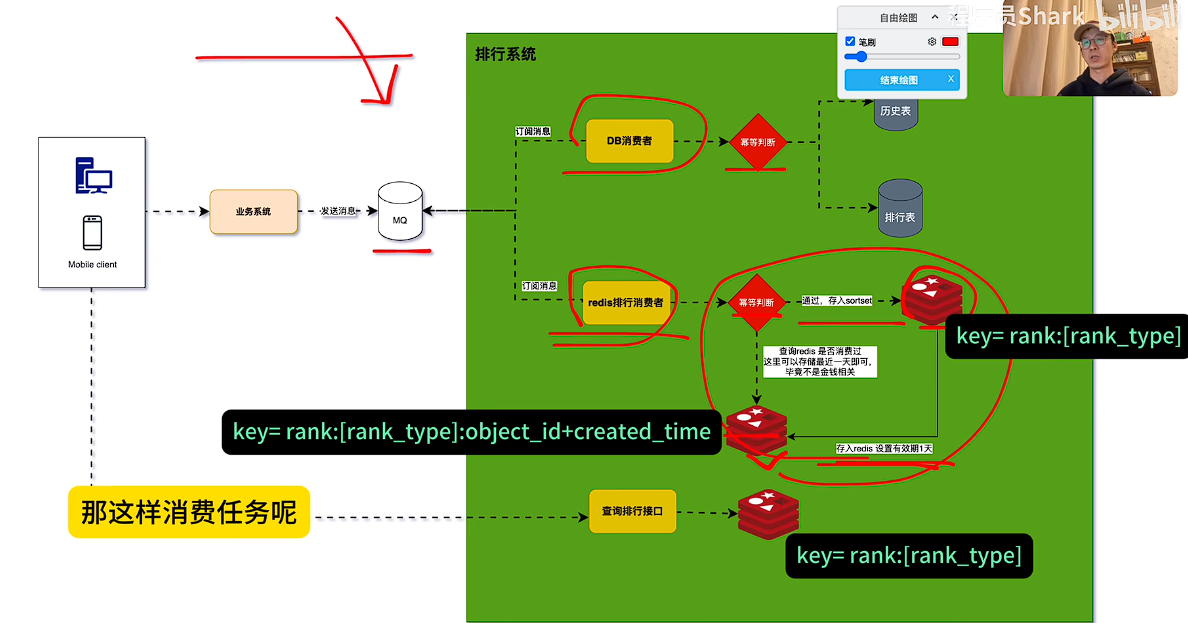 程序员Shark
bilibili
自由绘图
笔刷
结束绘图
X
排行系统
历史表
订阅消息
DB消费者
幂等判断
业务系统
发送消息
MQ
排行表
Mobile client
订阅消息
redis排行消费者
幂等判断
通过，存入sortset
key= rank:[rank_type]
查询redis 是否消费过
这里可以存储最近一天即可，
毕竟不是金钱相关
key= rank:[rank_type]:object_id+created_time
存入redis 设置有效期1天
那这样消费任务呢
查询排行接口
key= rank:[rank_type]